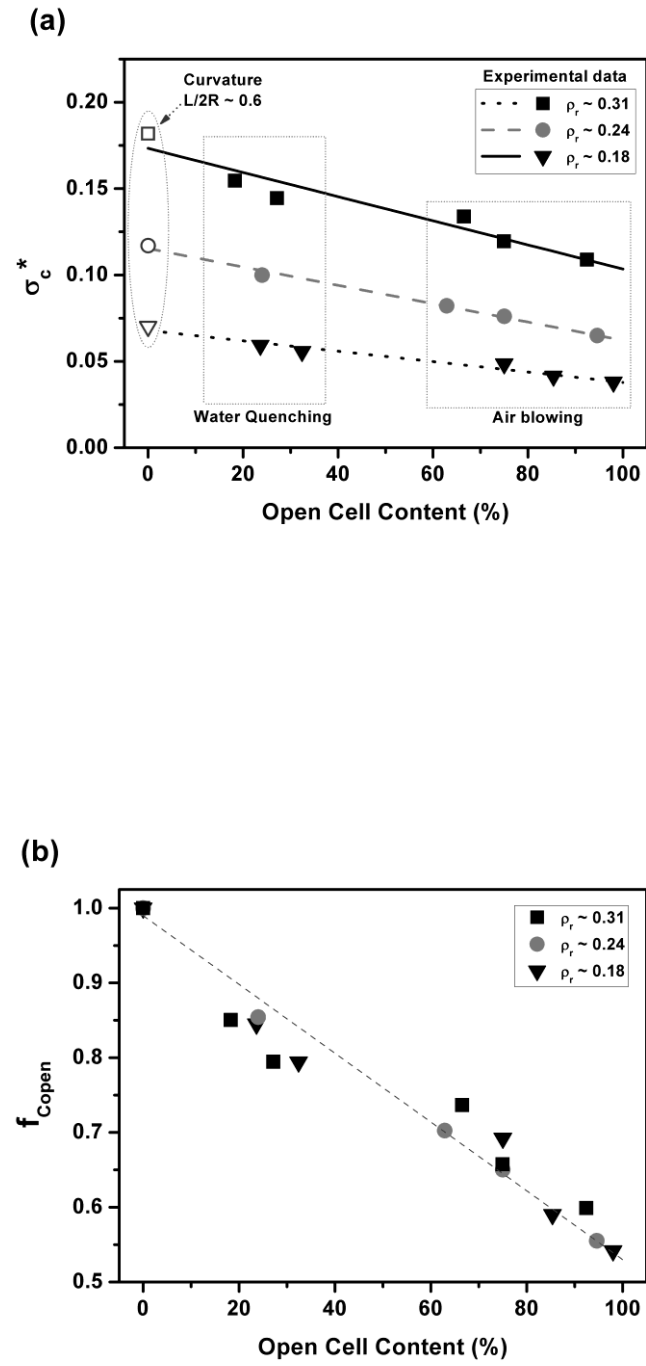 (a)
Curvature
L/2R ~ 0.6
Experimental data
ρr ~ 0.31
ρr ~ 0.24
ρr ~ 0.18
0.20
0.15
0.10
0.05
0.00
σc*
Water Quenching
Air blowing
0 20 40 60 80 100
Open Cell Content (%)
(b)
ρr ~ 0.31
ρr ~ 0.24
ρr ~ 0.18
1.0
0.9
0.8
0.7
0.6
0.5
fCopen
0 20 40 60 80 100
Open Cell Content (%)